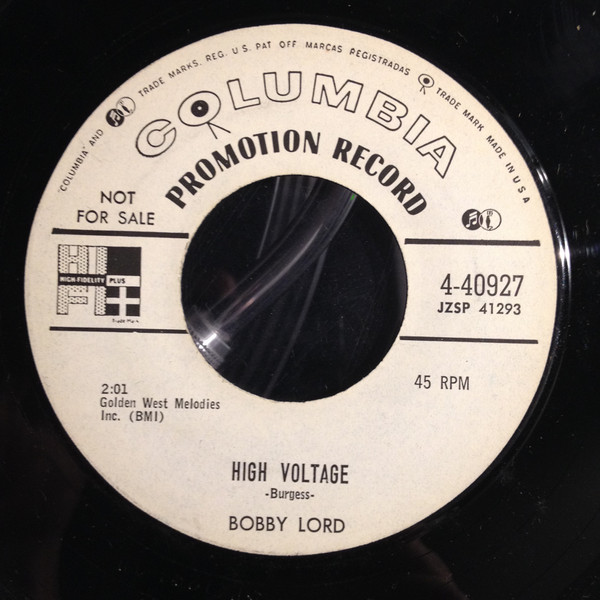 "COLUMBIA" AND TRADE MARKS. REG. U.S. PAT OFF. MARCAS REGISTRADAS TRADE MARK MADE IN U S A
COLUMBIA
PROMOTION RECORD
NOT
FOR SALE
HI
HIGH-FIDELITY PLUS
FI
Trade Mark
4-40927
JZSP 41293
45 RPM
2:01
Golden West Melodies
Inc. (BMI)
HIGH VOLTAGE
-Burgess-
BOBBY LORD